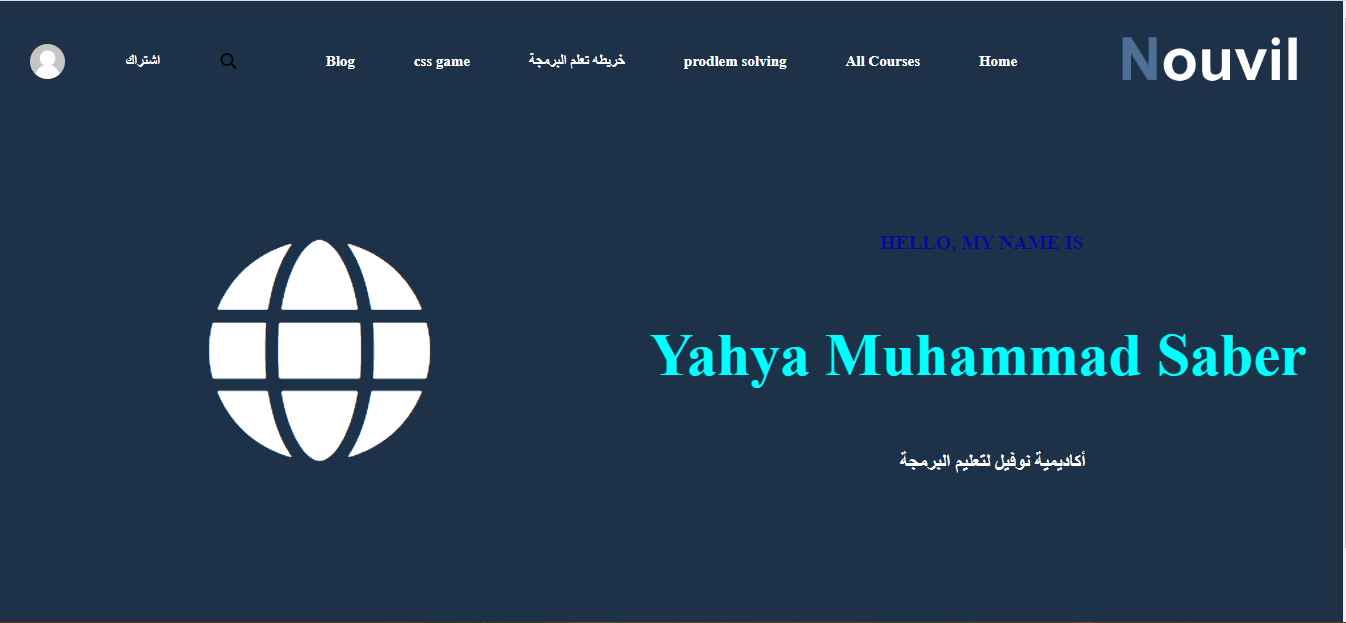 Nouvil
Home
All Courses
prodlem solving
خريطه تعلم البرمجة
css game
Blog
اشتراك
HELLO, MY NAME IS
Yahya Muhammad Saber
أكاديمية نوفيل لتعليم البرمجة